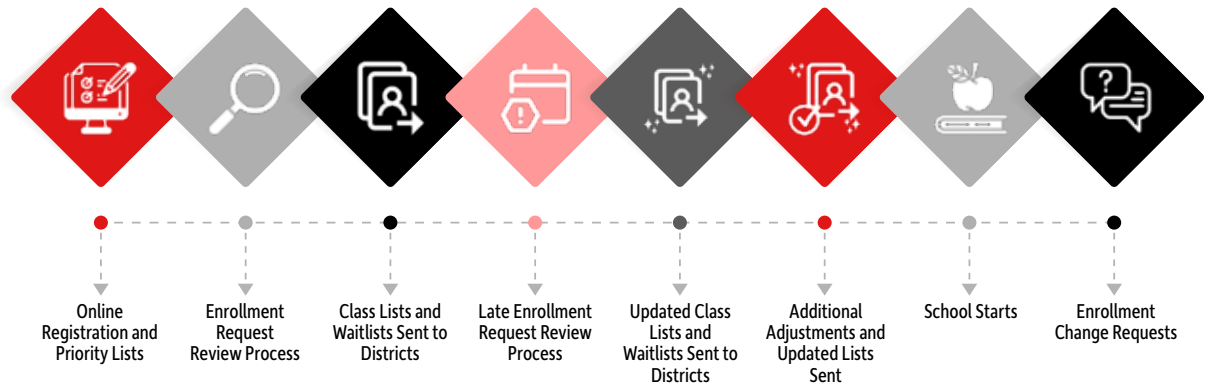 Online
Registration and
Priority Lists
Enrollment
Request
Review Process
Class Lists and
Waitlists Sent to
Districts
Late Enrollment
Request Review
Process
Updated Class
Lists and
Waitlists Sent to
Districts
Additional
Adjustments and
Updated Lists
Sent
School Starts
Enrollment
Change Requests